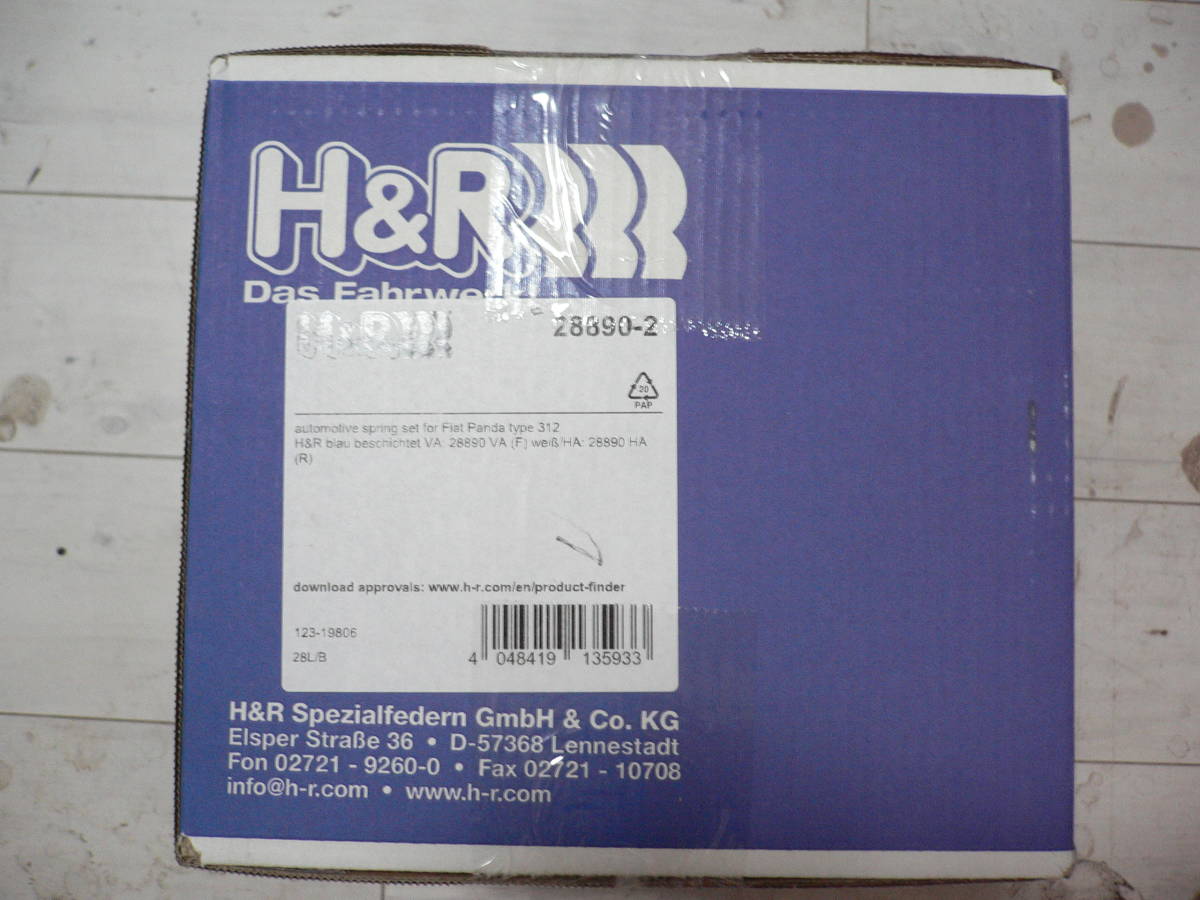 H&R
Das Fahrwerk
H&R
28890-2
20
PAP
automotive spring set for Fiat Panda type 312
H&R blau beschichtet VA: 28890 VA (F) weiß/HA: 28890 HA
(R)
download approvals: www.h-r.com/en/product-finder
123-19806
28L/B
4 048419 135933
H&R Spezialfedern GmbH & Co. KG
Elsper Straße 36 • D-57368 Lennestadt
Fon 02721 - 9260-0 • Fax 02721 - 10708
info@h-r.com • www.h-r.com